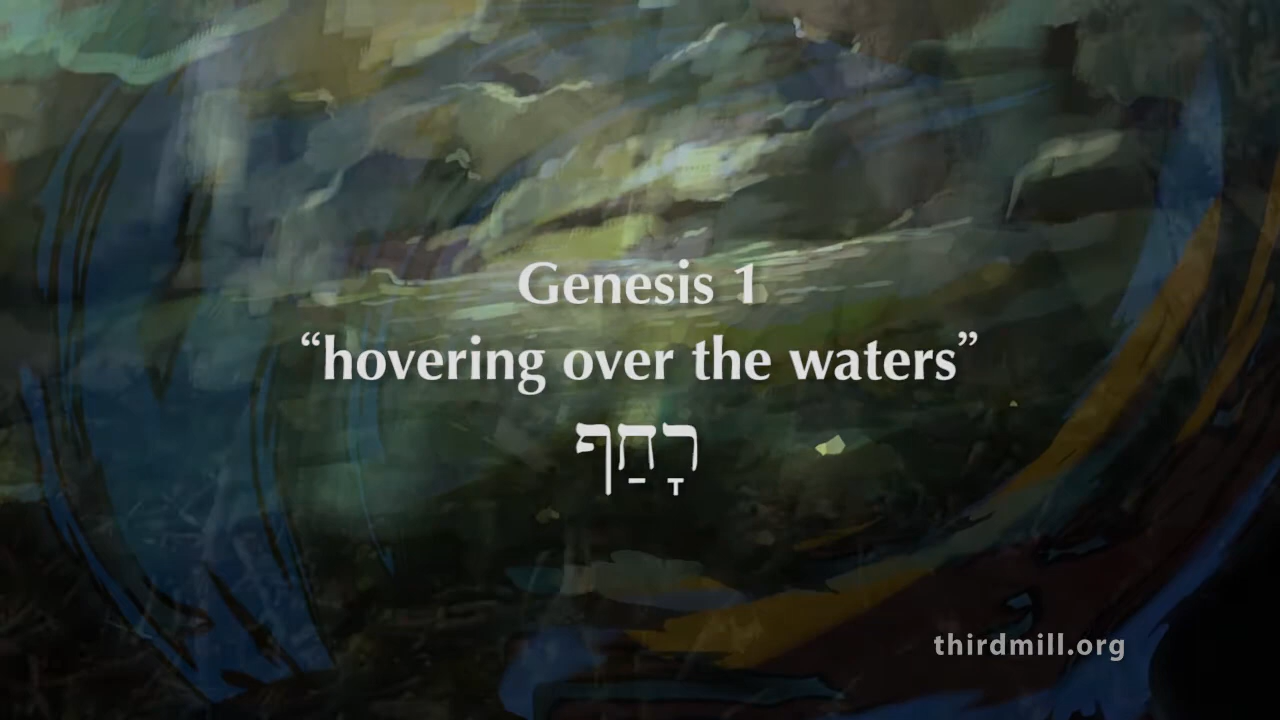 Genesis 1
“hovering over the waters”
רָחַף
thirdmill.org